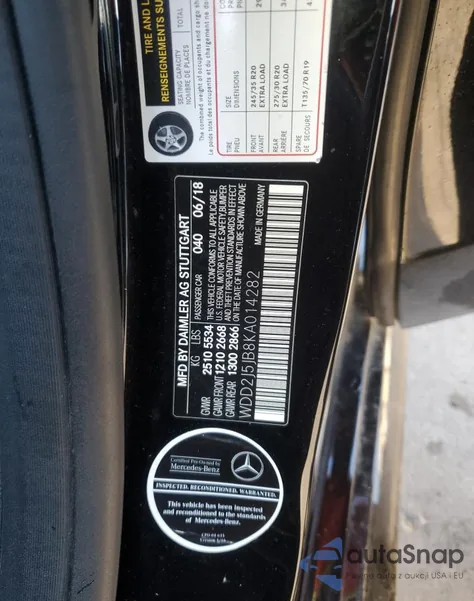 TIRE AND L
RENSEIGNEMENTS SU
SEATING CAPACITY
NOMBRE DE PLACES
The combined weight of occupants and cargo sh
Le poids total des occupants et du chargement ne do
TIRE SIZE
PNEU DIMENSIONS
FRONT 245/35 R20
AVANT EXTRA LOAD
REAR 275/30 R20
ARRIÈRE EXTRA LOAD
SPARE T135/70 R19
DE
MFD BY DAIMLER AG STUTTGART
PASSENGER CAR 040 06/18
KG LBS
GVWR 2510 5534
GAWR FRONT 1210 2668
GAWR REAR 1300 2866
THIS VEHICLE CONFORMS TO ALL APPLICABLE
U.S. FEDERAL MOTOR VEHICLE SAFETY, BUMPER
AND THEFT PREVENTION STANDARDS IN EFFECT
ON THE DATE OF MANUFACTURE SHOWN ABOVE
MADE IN GERMANY
WDD2J5JB8KA014282
Certified Pre-Owned by
Mercedes-Benz
INSPECTED. RECONDITIONED. WARRANTED.
This vehicle has been inspected
and reconditioned to the standards
of Mercedes-Benz.
autoSnap
auta z aukcji USA i EU